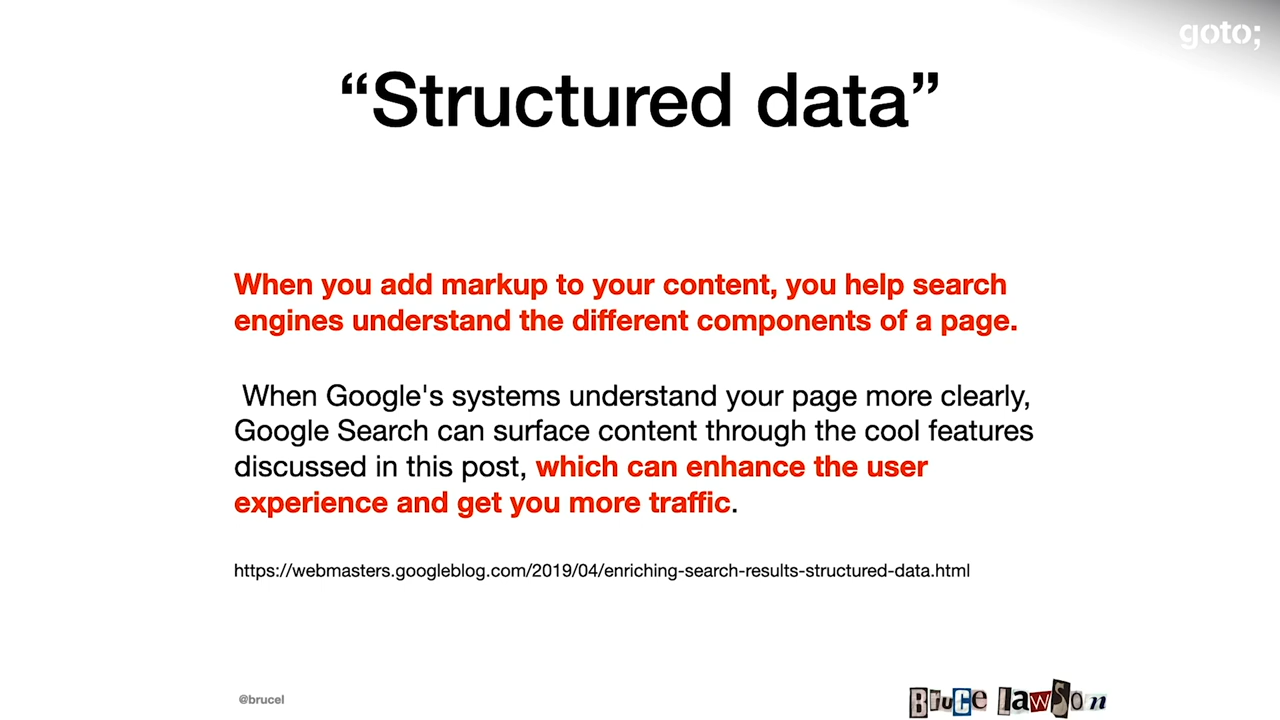 goto;
“Structured data”
When you add markup to your content, you help search
engines understand the different components of a page.
When Google's systems understand your page more clearly,
Google Search can surface content through the cool features
discussed in this post, which can enhance the user
experience and get you more traffic.
https://webmasters.googleblog.com/2019/04/enriching-search-results-structured-data.html
@brucel
BruCe LawSon